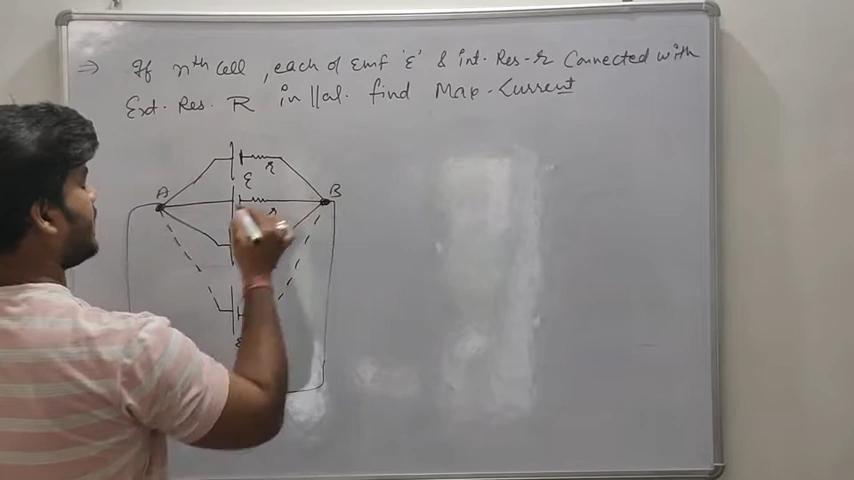 ⇒ If nth cell, each of Emf 'ε' & int. Res-r Connected with
Ext. Res. R in ||al. find Max-Current
r
ε
A
B
r